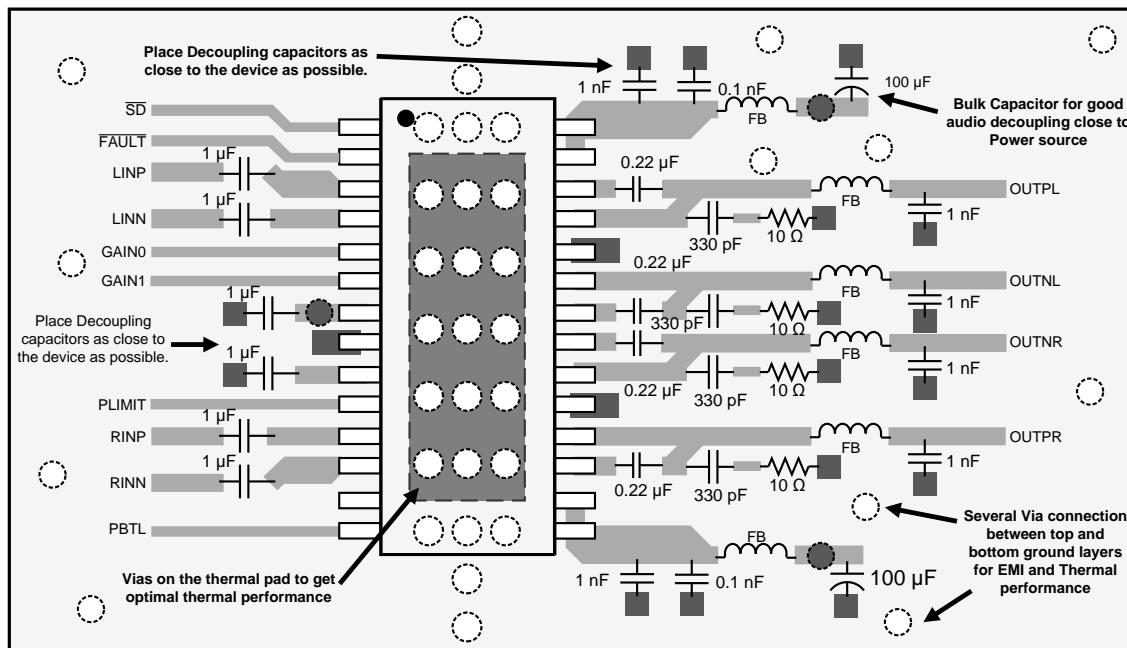 Place Decoupling capacitors as
close to the device as possible.
1 nF
0.1 nF
FB
100 µF
Bulk Capacitor for good
audio decoupling close to
Power source
SD
FAULT
1 µF
LINP
1 µF
LINN
GAIN0
GAIN1
1 µF
Place Decoupling
capacitors as close to
the device as possible.
1 µF
PLIMIT
1 µF
RINP
1 µF
RINN
PBTL
0.22 µF
FB
OUTPL
1 nF
330 pF
10 Ω
0.22 µF
FB
OUTNL
1 nF
330 pF
10 Ω
FB
OUTNR
1 nF
0.22 µF
330 pF
10 Ω
FB
OUTPR
1 nF
0.22 µF
330 pF
10 Ω
Several Via connection
between top and
bottom ground layers
for EMI and Thermal
performance
FB
1 nF
0.1 nF
100 µF
Vias on the thermal pad to get
optimal thermal performance